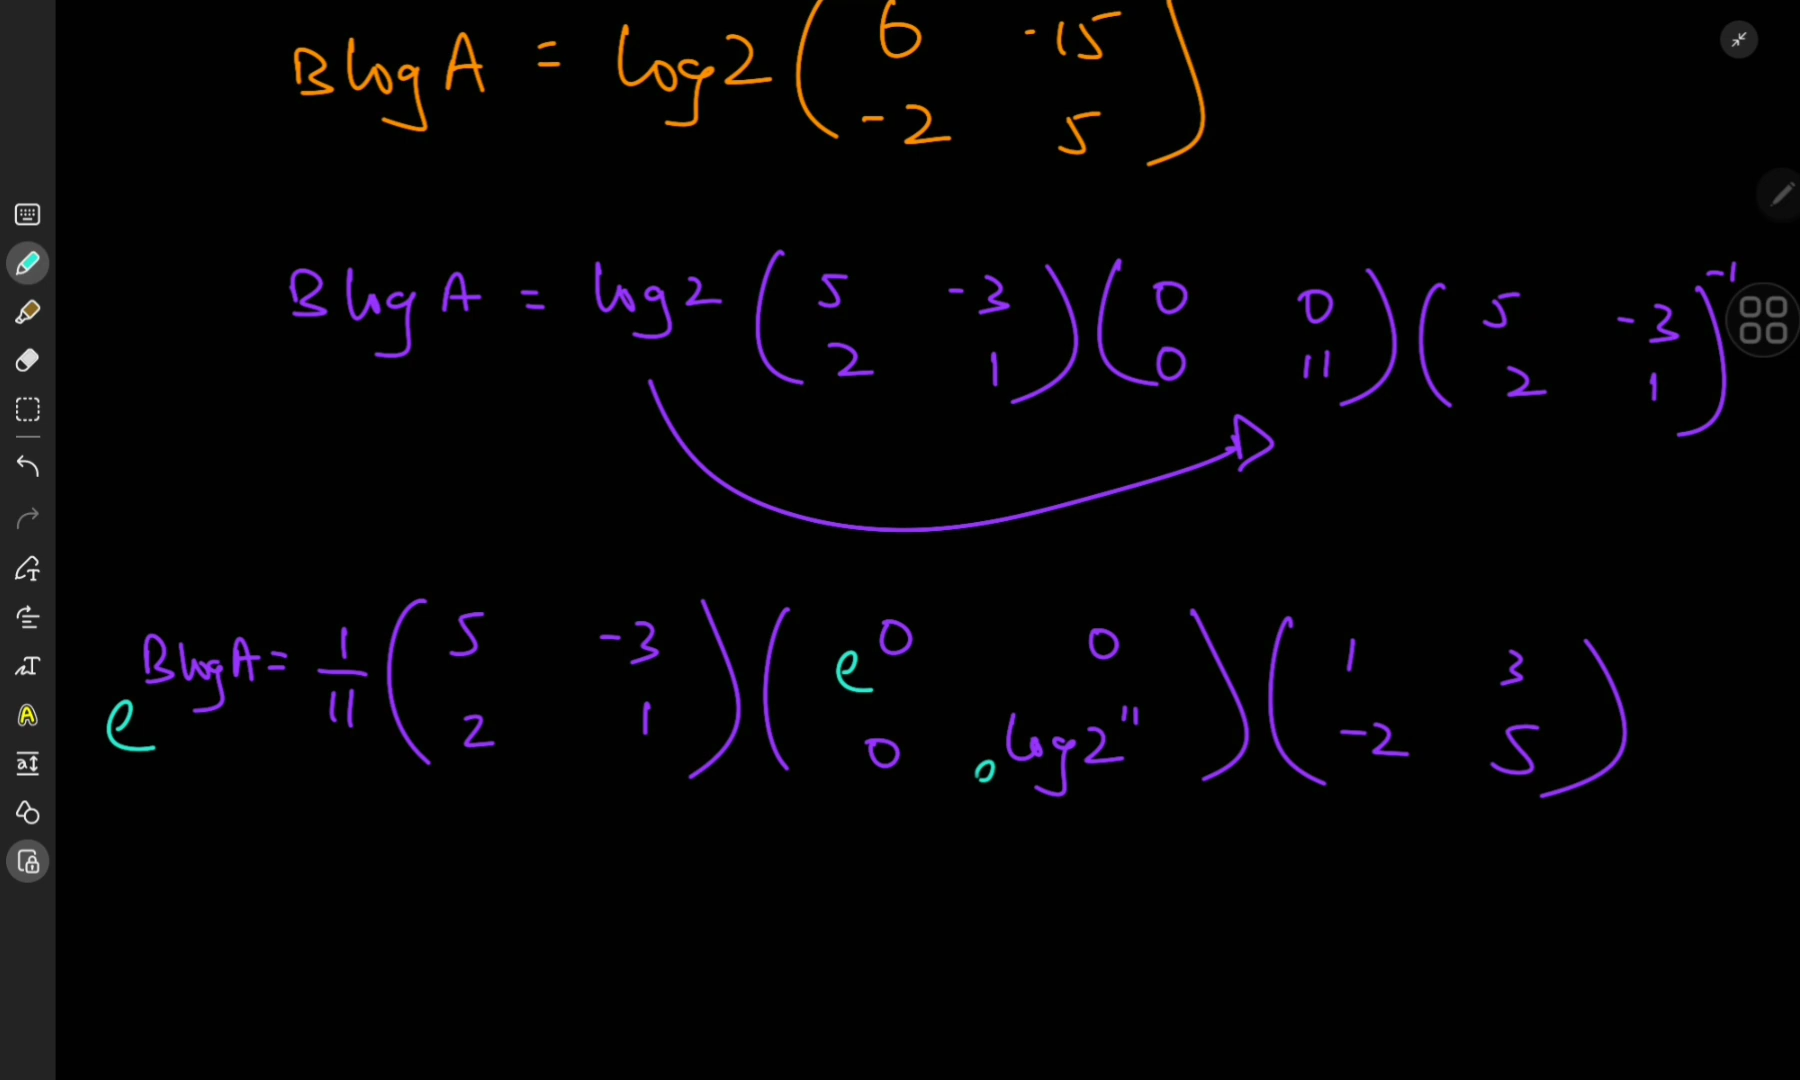 B log A = log 2 ( 6 -15
-2 5 )
B log A = log 2 ( 5 -3 ) ( 0 0 ) ( 5 -3 )⁻¹
2 1 0 11 2 1
e^{B log A} = 1/11 ( 5 -3 ) ( e^0 0 ) ( 1 3 )
2 1 0 e^{log 2^{11}} -2 5